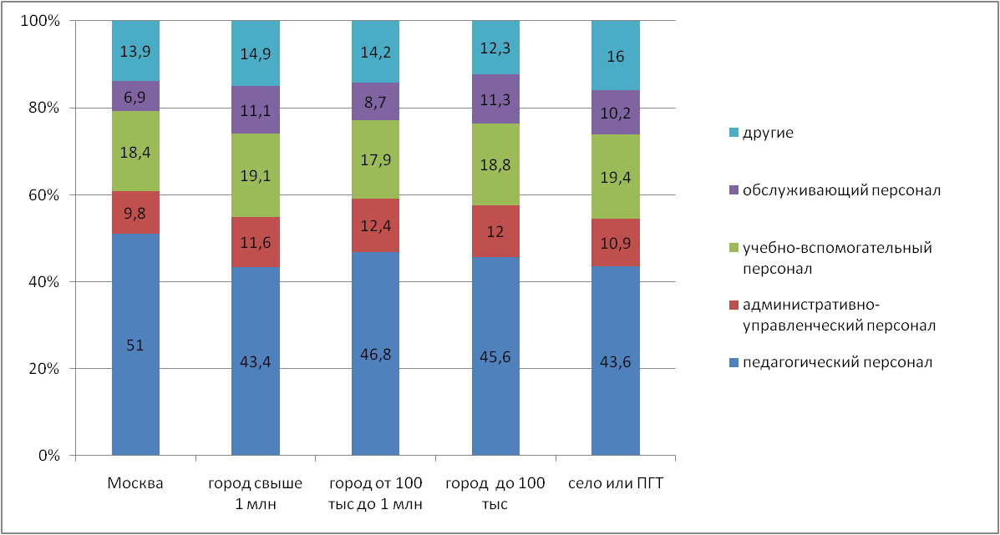 100%
80%
60%
40%
20%
0%
13,9
14,9
14,2
12,3
16
6,9
11,1
8,7
11,3
10,2
18,4
19,1
17,9
18,8
19,4
9,8
11,6
12,4
12
10,9
51
43,4
46,8
45,6
43,6
Москва
город свыше
1 млн
город от 100
тыс до 1 млн
город до 100
тыс
село или ПГТ
другие
обслуживающий персонал
учебно-вспомогательный
персонал
административно-
управленческий персонал
педагогический персонал